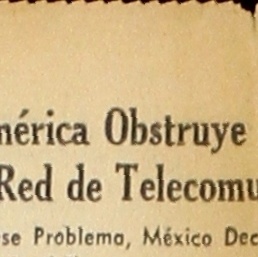 mérica Obstruye
Red de Telecomu
se Problema, México Dec